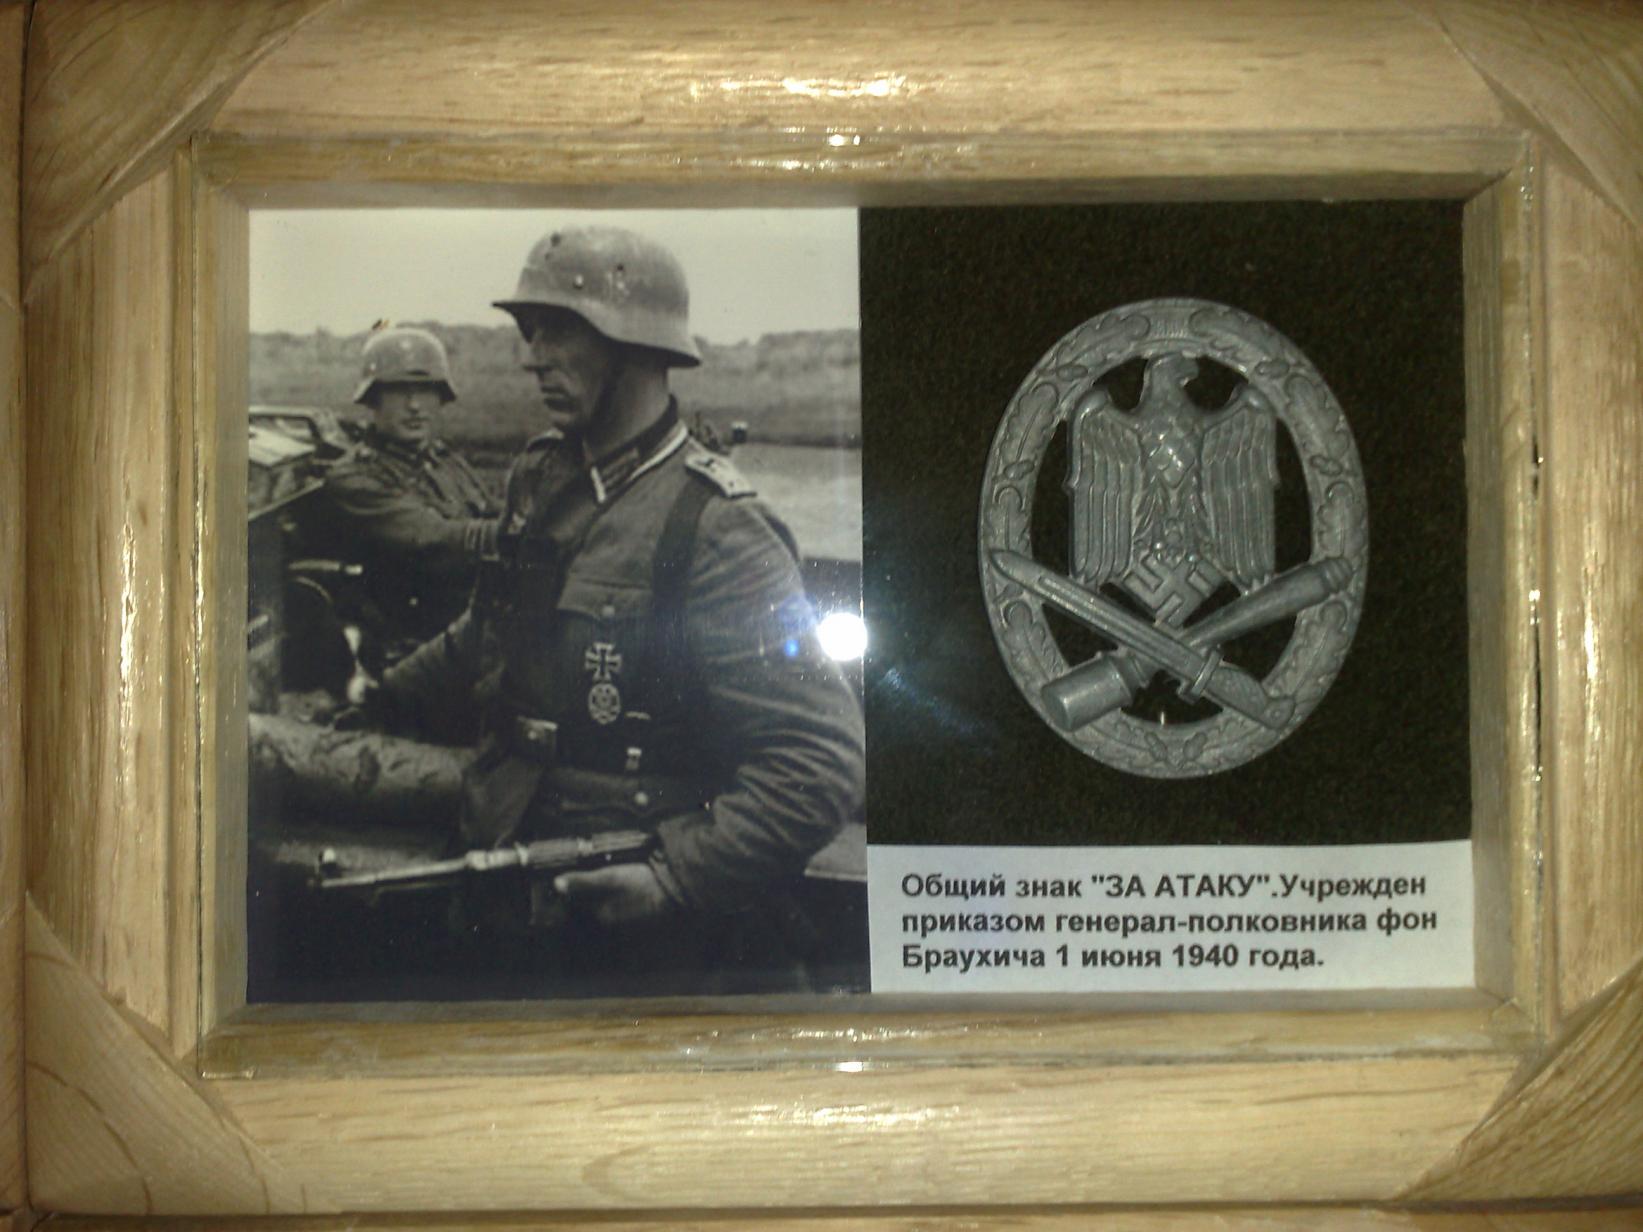 Общий знак "ЗА АТАКУ".Учрежден
приказом генерал-полковника фон
Браухича 1 июня 1940 года.